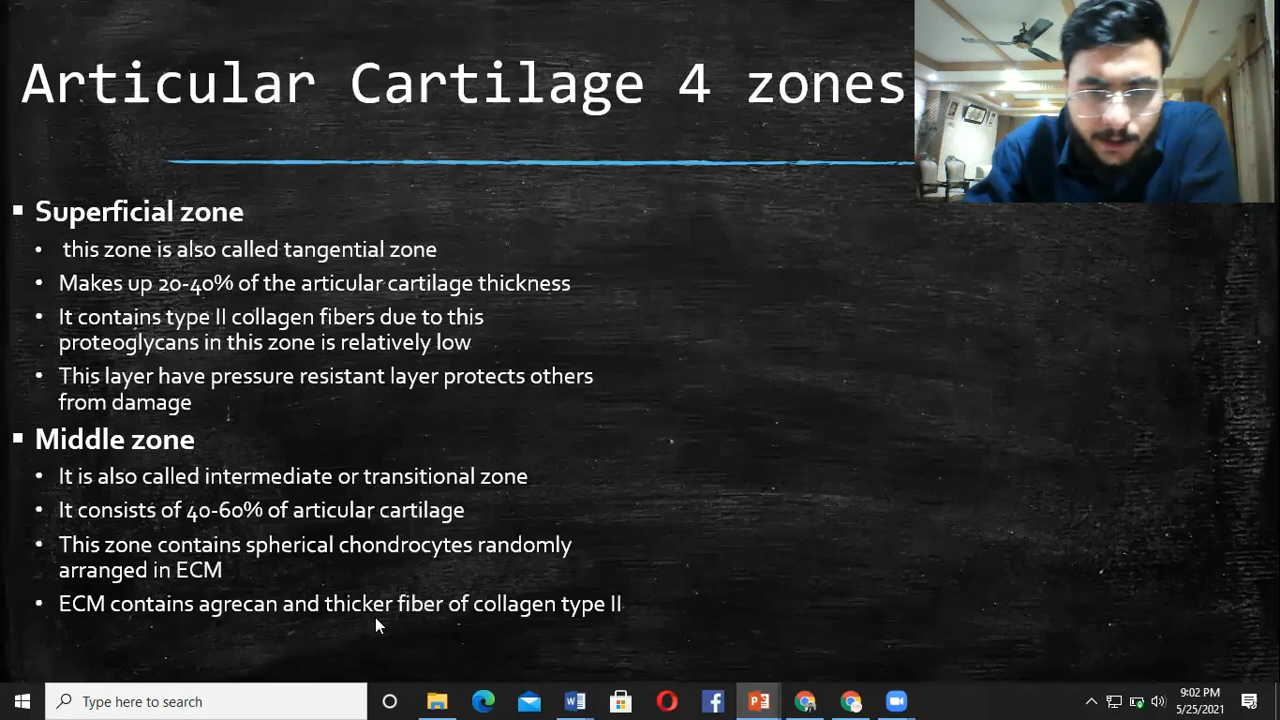 Articular Cartilage 4 zones
▪ Superficial zone
• this zone is also called tangential zone
• Makes up 20-40% of the articular cartilage thickness
• It contains type II collagen fibers due to this
proteoglycans in this zone is relatively low
• This layer have pressure resistant layer protects others
from damage
▪ Middle zone
• It is also called intermediate or transitional zone
• It consists of 40-60% of articular cartilage
• This zone contains spherical chondrocytes randomly
arranged in ECM
• ECM contains agrecan and thicker fiber of collagen type II
Type here to search
9:02 PM
5/25/2021